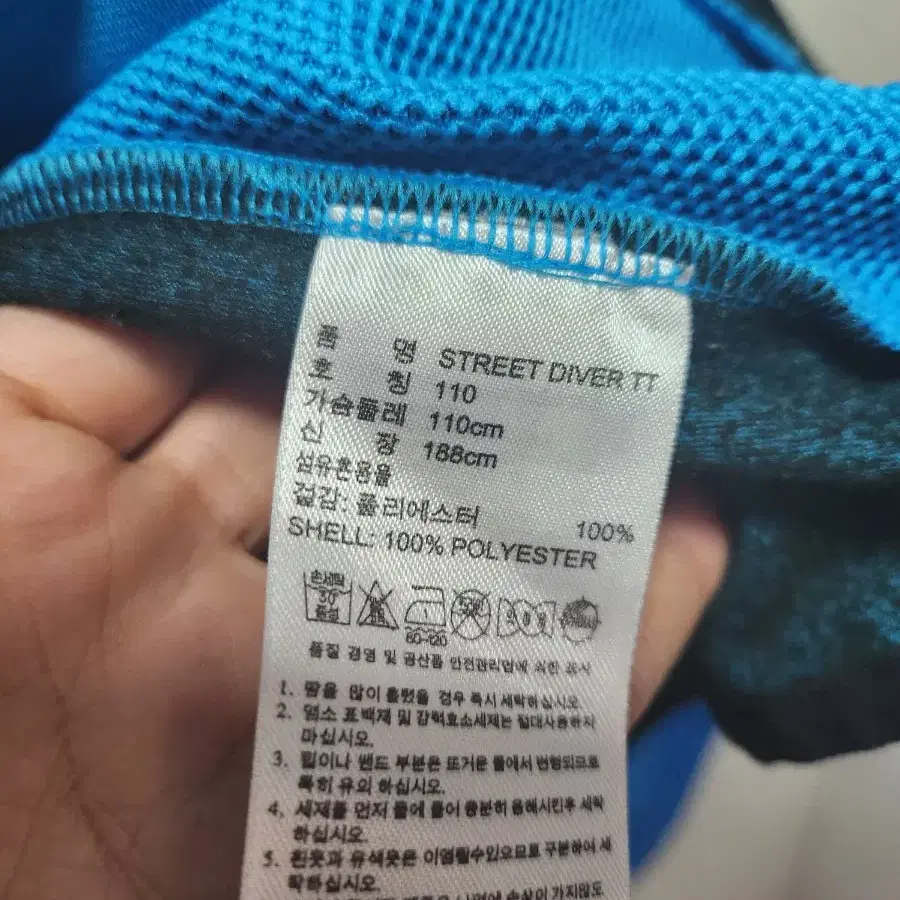 품 명 STREET DIVER TT
호 칭 110
가슴둘레 110cm
신 장 188cm
섬유혼용율
겉감: 폴리에스터 100%
SHELL: 100% POLYESTER
손세탁
30°
중성
60-120
품질 경영 및 공산품 안전관리법에 의한 표시
1. 땀을 많이 흘렸을 경우 즉시 세탁하십시오.
2. 염소 표백제 및 강력효소세제는 절대사용하지
마십시오.
3. 밑이나 밴드 부분은 뜨거운 물에서 변형되므로
특히 유의 하십시오.
4. 세제를 먼저 물에 풀어 충분히 용해시킨후 세탁
하십시오.
5. 흰옷과 유색옷은 이염될수있으므로 구분하여 세
탁하십시오.